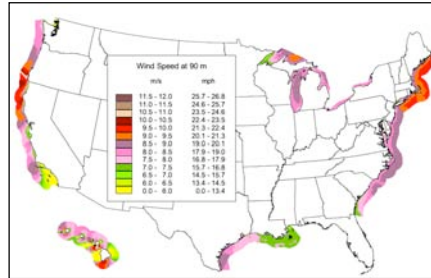 Wind Speed at 90 m
m/s mph
11.5 - 12.0 25.7 - 26.8
11.0 - 11.5 24.6 - 25.7
10.5 - 11.0 23.5 - 24.6
10.0 - 10.5 22.4 - 23.5
9.5 - 10.0 21.3 - 22.4
9.0 - 9.5 20.1 - 21.3
8.5 - 9.0 19.0 - 20.1
8.0 - 8.5 17.9 - 19.0
7.5 - 8.0 16.8 - 17.9
7.0 - 7.5 15.7 - 16.8
6.5 - 7.0 14.5 - 15.7
6.0 - 6.5 13.4 - 14.5
0.0 - 6.0 0.0 - 13.4